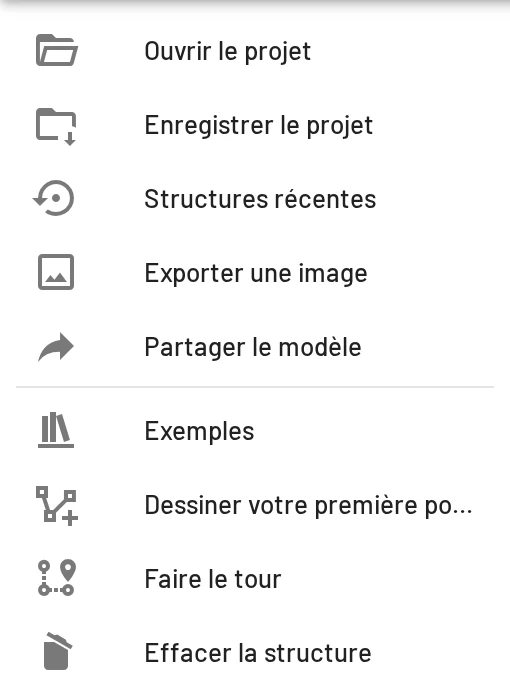 Ouvrir le projet
Enregistrer le projet
Structures récentes
Exporter une image
Partager le modèle
Exemples
Dessiner votre première po...
Faire le tour
Effacer la structure